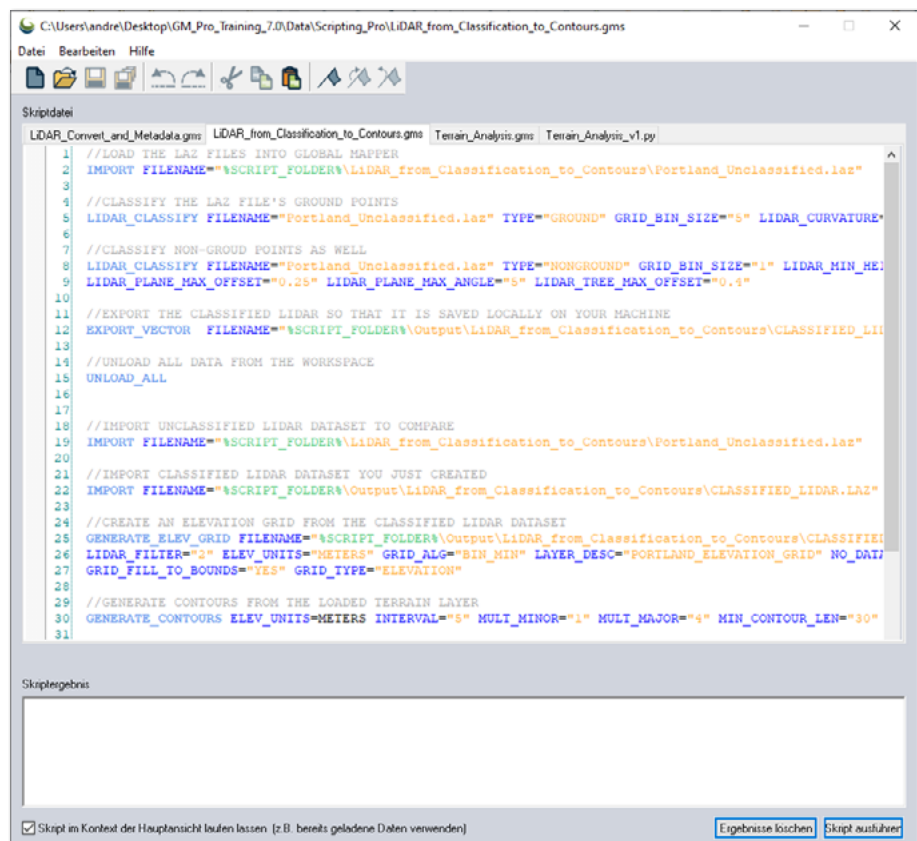 C:\Users\andre\Desktop\GM_Pro_Training_7.0\Data\Scripting_Pro\LiDAR_from_Classification_to_Contours.gms
Datei Bearbeiten Hilfe
Skriptdatei
LiDAR_Convert_and_Metadata.gms LiDAR_from_Classification_to_Contours.gms Terrain_Analysis.gms Terrain_Analysis_v1.py
1 //LOAD THE LAZ FILES INTO GLOBAL MAPPER
2 IMPORT FILENAME="%SCRIPT_FOLDER%\LiDAR_from_Classification_to_Contours\Portland_Unclassified.laz"
3
4 //CLASSIFY THE LAZ FILE'S GROUND POINTS
5 LIDAR_CLASSIFY FILENAME="Portland_Unclassified.laz" TYPE="GROUND" GRID_BIN_SIZE="5" LIDAR_CURVATURE=
6
7 //CLASSIFY NON-GROUD POINTS AS WELL
8 LIDAR_CLASSIFY FILENAME="Portland_Unclassified.laz" TYPE="NONGROUND" GRID_BIN_SIZE="1" LIDAR_MIN_HEI
9 LIDAR_PLANE_MAX_OFFSET="0.25" LIDAR_PLANE_MAX_ANGLE="5" LIDAR_TREE_MAX_OFFSET="0.4"
10
11 //EXPORT THE CLASSIFIED LIDAR SO THAT IT IS SAVED LOCALLY ON YOUR MACHINE
12 EXPORT_VECTOR FILENAME="%SCRIPT_FOLDER%\Output\LiDAR_from_Classification_to_Contours\CLASSIFIED_LID
13
14 //UNLOAD ALL DATA FROM THE WORKSPACE
15 UNLOAD_ALL
16
17
18 //IMPORT UNCLASSIFIED LIDAR DATASET TO COMPARE
19 IMPORT FILENAME="%SCRIPT_FOLDER%\LiDAR_from_Classification_to_Contours\Portland_Unclassified.laz"
20
21 //IMPORT CLASSIFIED LIDAR DATASET YOU JUST CREATED
22 IMPORT FILENAME="%SCRIPT_FOLDER%\Output\LiDAR_from_Classification_to_Contours\CLASSIFIED_LIDAR.LAZ"
23
24 //CREATE AN ELEVATION GRID FROM THE CLASSIFIED LIDAR DATASET
25 GENERATE_ELEV_GRID FILENAME="%SCRIPT_FOLDER%\Output\LiDAR_from_Classification_to_Contours\CLASSIFIED
26 LIDAR_FILTER="2" ELEV_UNITS="METERS" GRID_ALG="BIN_MIN" LAYER_DESC="PORTLAND_ELEVATION_GRID" NO_DATA
27 GRID_FILL_TO_BOUNDS="YES" GRID_TYPE="ELEVATION"
28
29 //GENERATE CONTOURS FROM THE LOADED TERRAIN LAYER
30 GENERATE_CONTOURS ELEV_UNITS=METERS INTERVAL="5" MULT_MINOR="1" MULT_MAJOR="4" MIN_CONTOUR_LEN="30"
31
Skriptergebnis
Skript im Kontext der Hauptansicht laufen lassen (z.B. bereits geladene Daten verwenden)
Ergebnisse löschen Skript ausführen